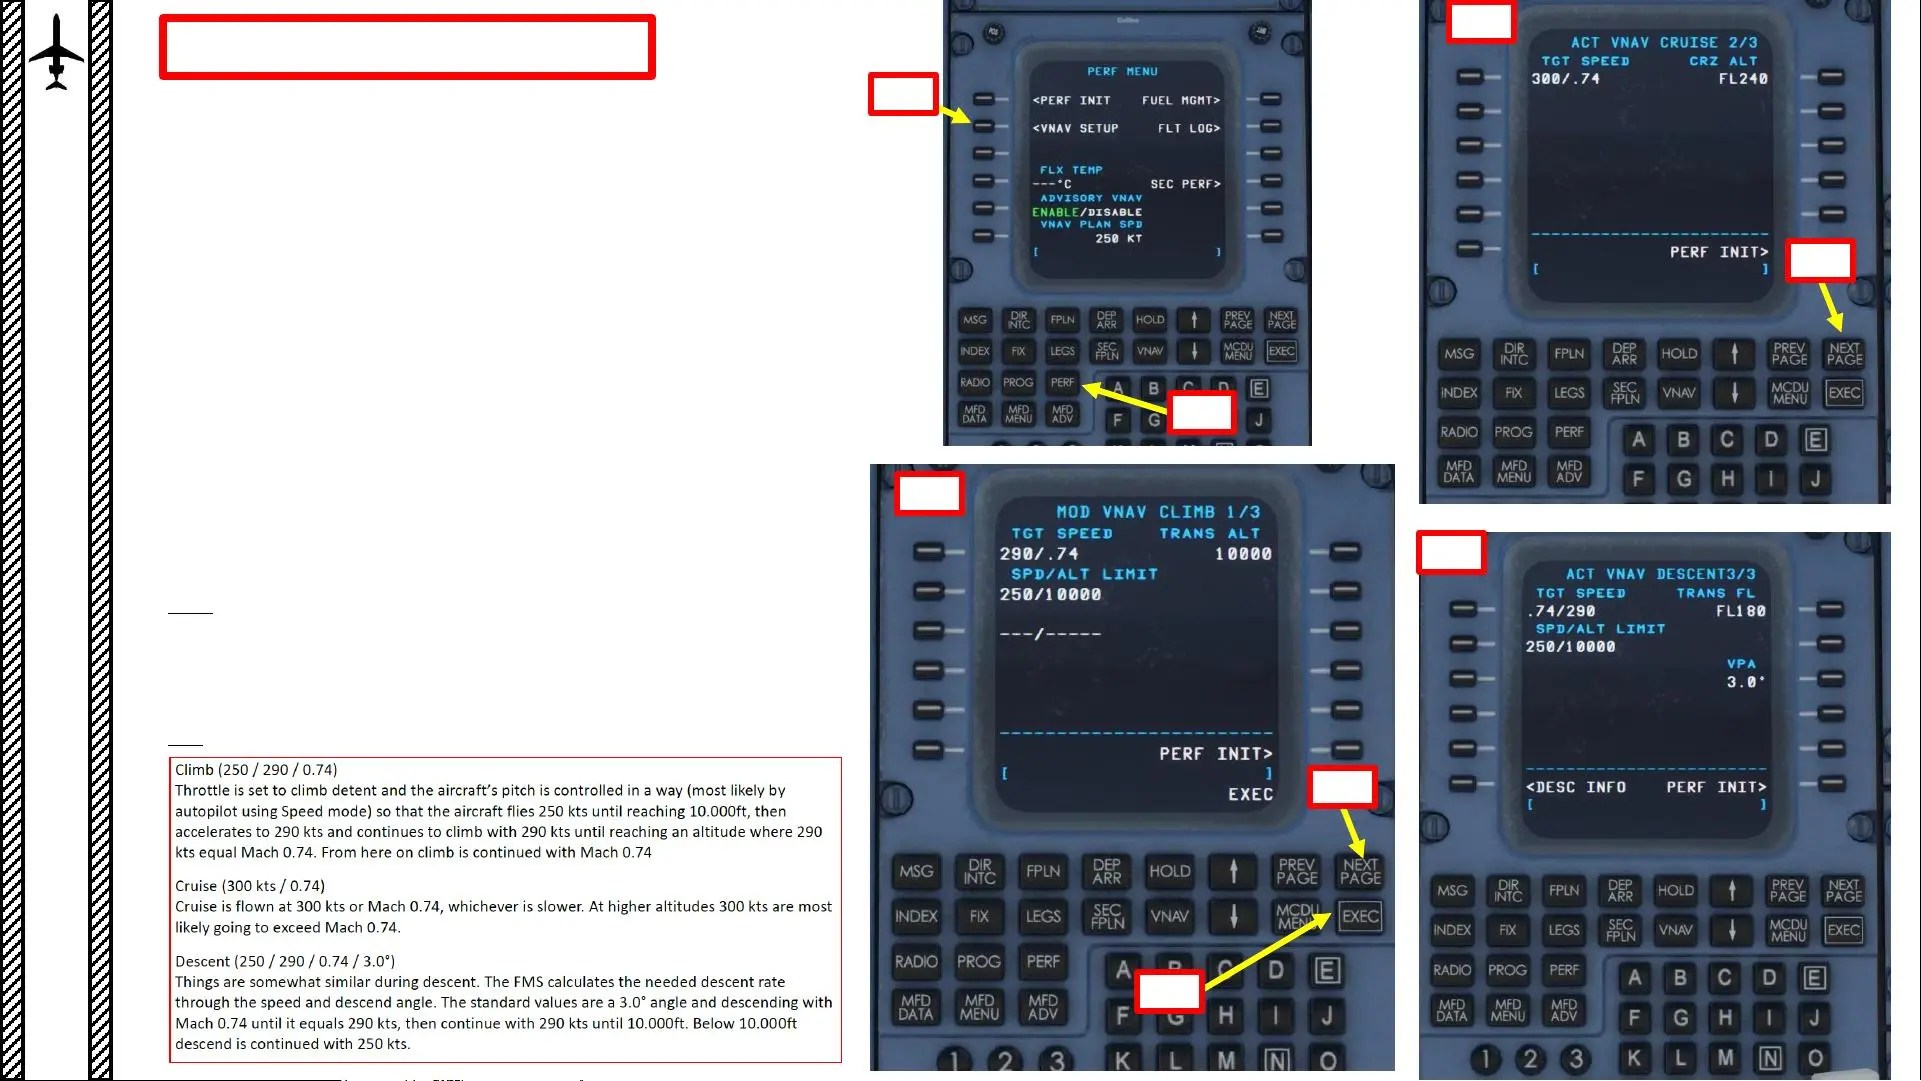 Climb (250 / 290 / 0.74)
Throttle is set to climb detent and the aircraft's pitch is controlled in a way (most likely by
autopilot using Speed mode) so that the aircraft flies 250 kts until reaching 10.000ft, then
accelerates to 290 kts and continues to climb with 290 kts until reaching an altitude where 290
kts equal Mach 0.74. From here on climb is continued with Mach 0.74
Cruise (300 kts / 0.74)
Cruise is flown at 300 kts or Mach 0.74, whichever is slower. At higher altitudes 300 kts are most
likely going to exceed Mach 0.74.
Descent (250 / 290 / 0.74 / 3.0°)
Things are somewhat similar during descent. The FMS calculates the needed descent rate
through the speed and descend angle. The standard values are a 3.0° angle and descending with
Mach 0.74 until it equals 290 kts, then continue with 290 kts until 10.000ft. Below 10.000ft
descend is continued with 250 kts.
Collins
PERF MENU
<PERF INIT FUEL MGMT>
<VNAV SETUP FLT LOG>
FLX TEMP
---°C SEC PERF>
ADVISORY VNAV
ENABLE/DISABLE
VNAV PLAN SPD
250 KT
[ ]
MSG DIR INTC FPLN DEP ARR HOLD ↑ PREV PAGE NEXT PAGE
INDEX FIX LEGS SEC FPLN VNAV ↓ MCDU MENU EXEC
RADIO PROG PERF A B C D E
MFD DATA MFD MENU MFD ADV F G J
ACT VNAV CRUISE 2/3
TGT SPEED CRZ ALT
300/.74 FL240
PERF INIT>
[ ]
MSG DIR INTC FPLN DEP ARR HOLD ↑ PREV PAGE NEXT PAGE
INDEX FIX LEGS SEC FPLN VNAV ↓ MCDU MENU EXEC
RADIO PROG PERF A B C D E
MFD DATA MFD MENU MFD ADV F G H I J
MOD VNAV CLIMB 1/3
TGT SPEED TRANS ALT
290/.74 10000
SPD/ALT LIMIT
250/10000
---/-----
PERF INIT>
[ ]
EXEC
MSG DIR INTC FPLN DEP ARR HOLD ↑ PREV PAGE NEXT PAGE
INDEX FIX LEGS SEC FPLN VNAV ↓ MCDU MENU EXEC
RADIO PROG PERF A B C D E
MFD DATA MFD MENU MFD ADV F G H I J
1 2 3 K L M N O
ACT VNAV DESCENT3/3
TGT SPEED TRANS FL
.74/290 FL180
SPD/ALT LIMIT
250/10000
VPA
3.0°
<DESC INFO PERF INIT>
[ ]
MSG DIR INTC FPLN DEP ARR HOLD ↑ PREV PAGE NEXT PAGE
INDEX FIX LEGS SEC FPLN VNAV ↓ MCDU MENU EXEC
RADIO PROG PERF A B C D E
MFD DATA MFD MENU MFD ADV F G H I J
1 2 3 K L M N O